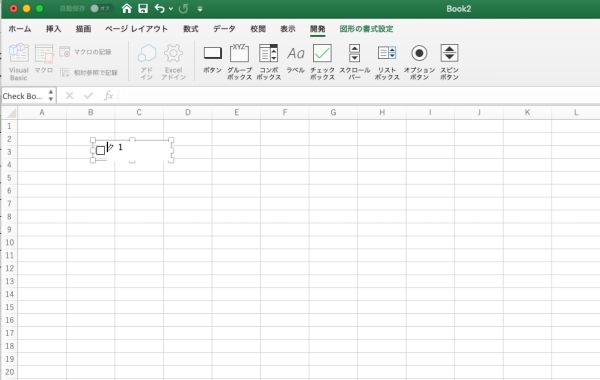 自動保存 オフ Book2
ホーム 挿入 描画 ページ レイアウト 数式 データ 校閲 表示 開発 図形の書式設定
Visual Basic マクロ マクロの記録 相対参照で記録 アドイン Excel アドイン ボタン グループ ボックス コンボ ボックス Aa ラベル チェック ボックス スクロール バー リスト ボックス オプション ボタン スピン ボタン
XYZ
Check Bo... fx
A B C D E F G H I J K L
1
2
ク 1
3
4
5
6
7
8
9
10
11
12
13
14
15
16
17
18
19
20